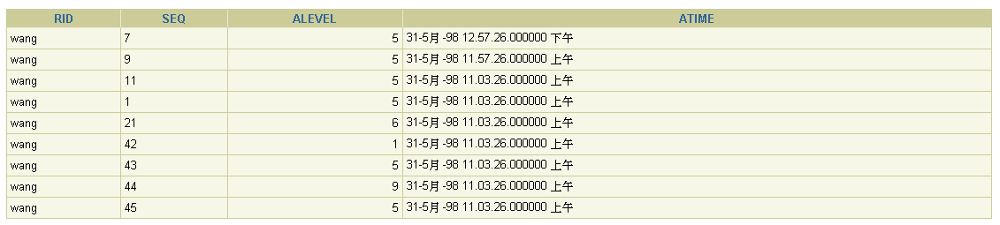 RID SEQ ALEVEL ATIME
wang 7 5 31-5月 -98 12.57.26.000000 下午
wang 9 5 31-5月 -98 11.57.26.000000 上午
wang 11 5 31-5月 -98 11.03.26.000000 上午
wang 1 5 31-5月 -98 11.03.26.000000 上午
wang 21 6 31-5月 -98 11.03.26.000000 上午
wang 42 1 31-5月 -98 11.03.26.000000 上午
wang 43 5 31-5月 -98 11.03.26.000000 上午
wang 44 9 31-5月 -98 11.03.26.000000 上午
wang 45 5 31-5月 -98 11.03.26.000000 上午